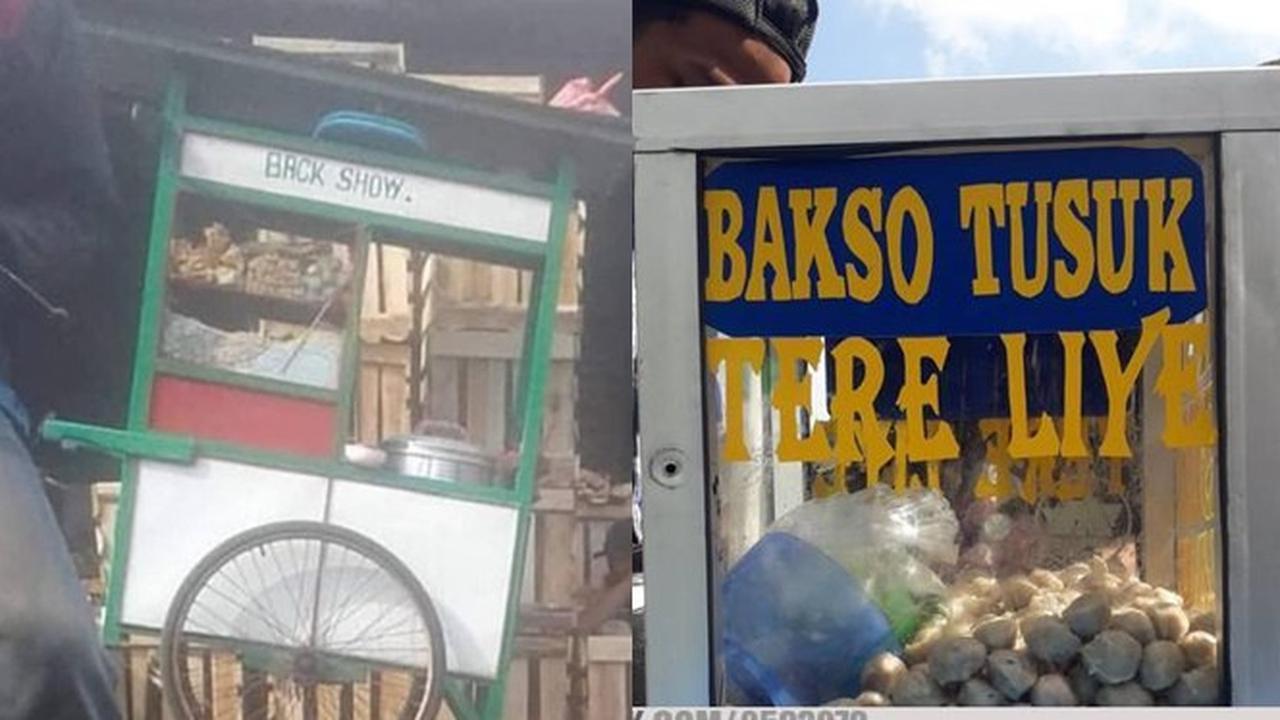 BACK SHOW.
BAKSO TUSUK
TERE LIYE